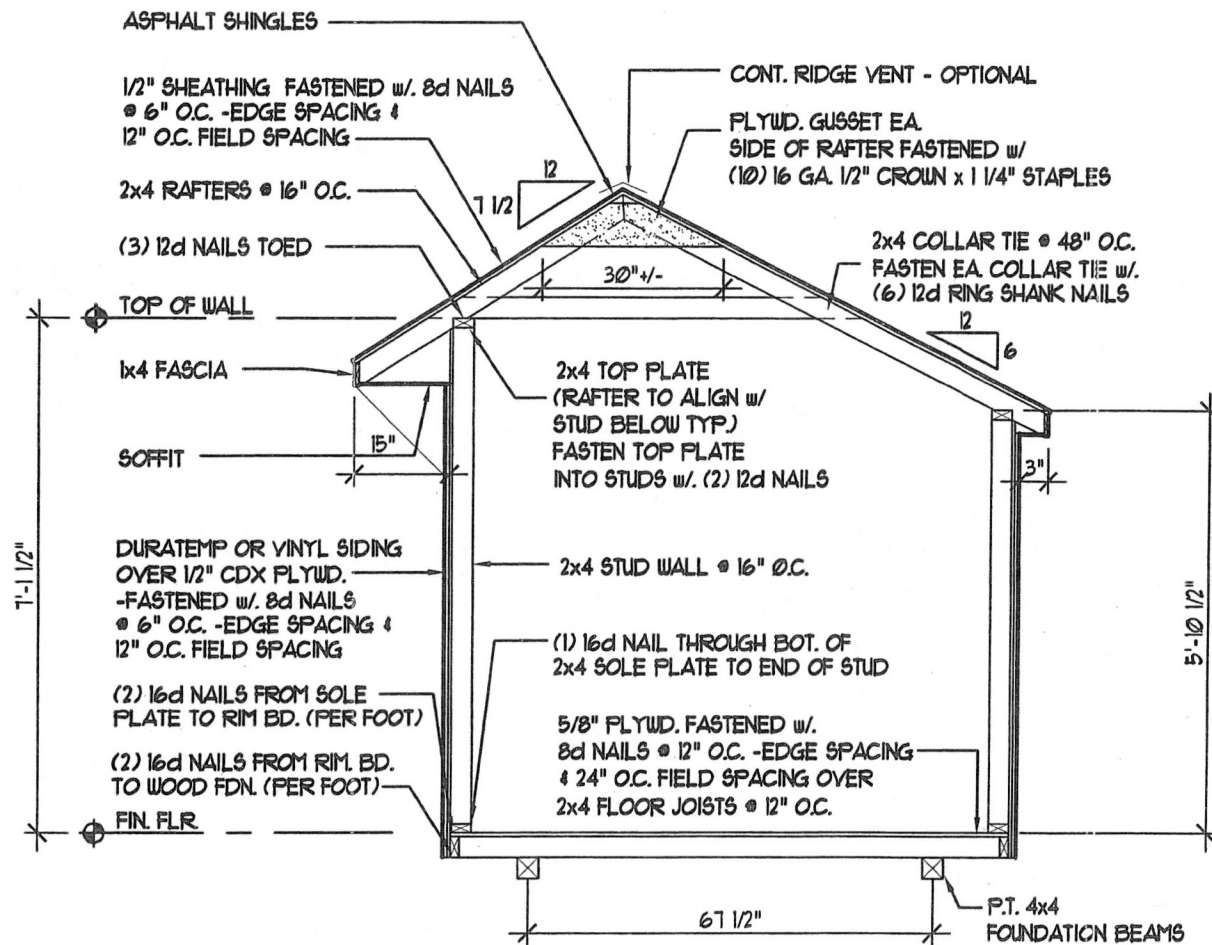 ASPHALT SHINGLES
1/2" SHEATHING FASTENED w/. 8d NAILS
@ 6" O.C. -EDGE SPACING &
12" O.C. FIELD SPACING
2x4 RAFTERS @ 16" O.C.
(3) 12d NAILS TOED
TOP OF WALL
1x4 FASCIA
SOFFIT
15"
7'-1 1/2"
DURATEMP OR VINYL SIDING
OVER 1/2" CDX PLYWD.
-FASTENED w/. 8d NAILS
@ 6" O.C. -EDGE SPACING &
12" O.C. FIELD SPACING
(2) 16d NAILS FROM SOLE
PLATE TO RIM BD. (PER FOOT)
(2) 16d NAILS FROM RIM. BD.
TO WOOD FDN. (PER FOOT)
FIN. FLR.
12
7 1/2
30"+/-
CONT. RIDGE VENT - OPTIONAL
PLYWD. GUSSET EA.
SIDE OF RAFTER FASTENED w/
(10) 16 GA. 1/2" CROWN x 1 1/4" STAPLES
2x4 COLLAR TIE @ 48" O.C.
FASTEN EA. COLLAR TIE w/.
(6) 12d RING SHANK NAILS
12
6
2x4 TOP PLATE
(RAFTER TO ALIGN w/
STUD BELOW TYP.)
FASTEN TOP PLATE
INTO STUDS w/. (2) 12d NAILS
3"
2x4 STUD WALL @ 16" O.C.
5'-10 1/2"
(1) 16d NAIL THROUGH BOT. OF
2x4 SOLE PLATE TO END OF STUD
5/8" PLYWD. FASTENED w/.
8d NAILS @ 12" O.C. -EDGE SPACING
& 24" O.C. FIELD SPACING OVER
2x4 FLOOR JOISTS @ 12" O.C.
67 1/2"
P.T. 4x4
FOUNDATION BEAMS